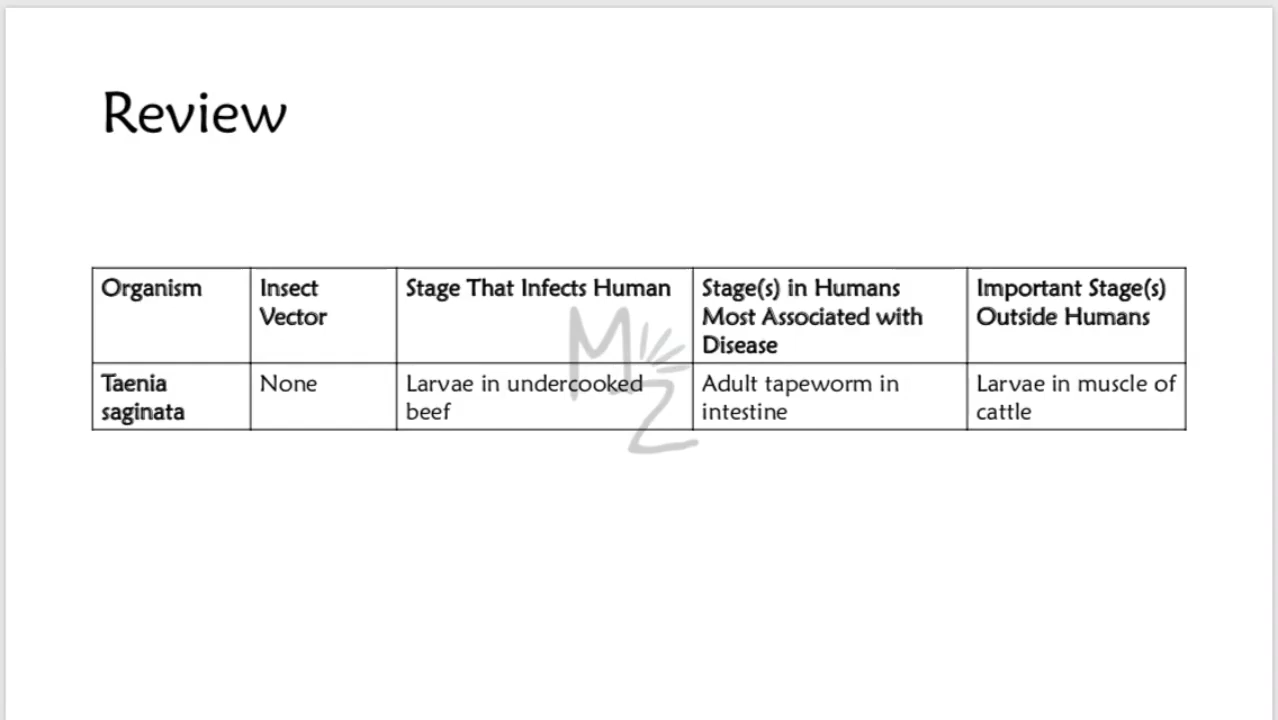 Review
Organism
Insect
Vector
Stage That Infects Human
Stage(s) in Humans
Most Associated with
Disease
Important Stage(s)
Outside Humans
Taenia
saginata
None
Larvae in undercooked
beef
Adult tapeworm in
intestine
Larvae in muscle of
cattle
M
Z